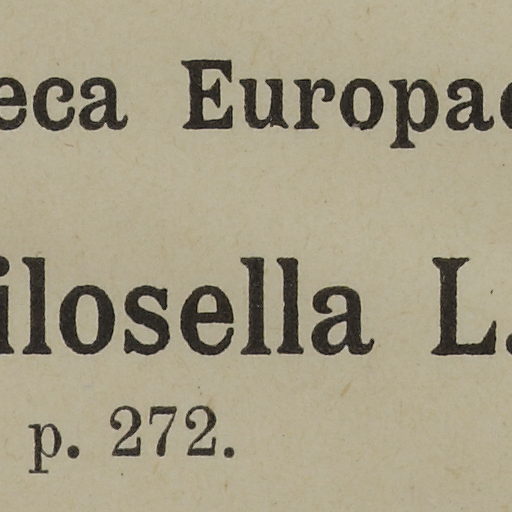 eca Europae
ilosella L.
p. 272.